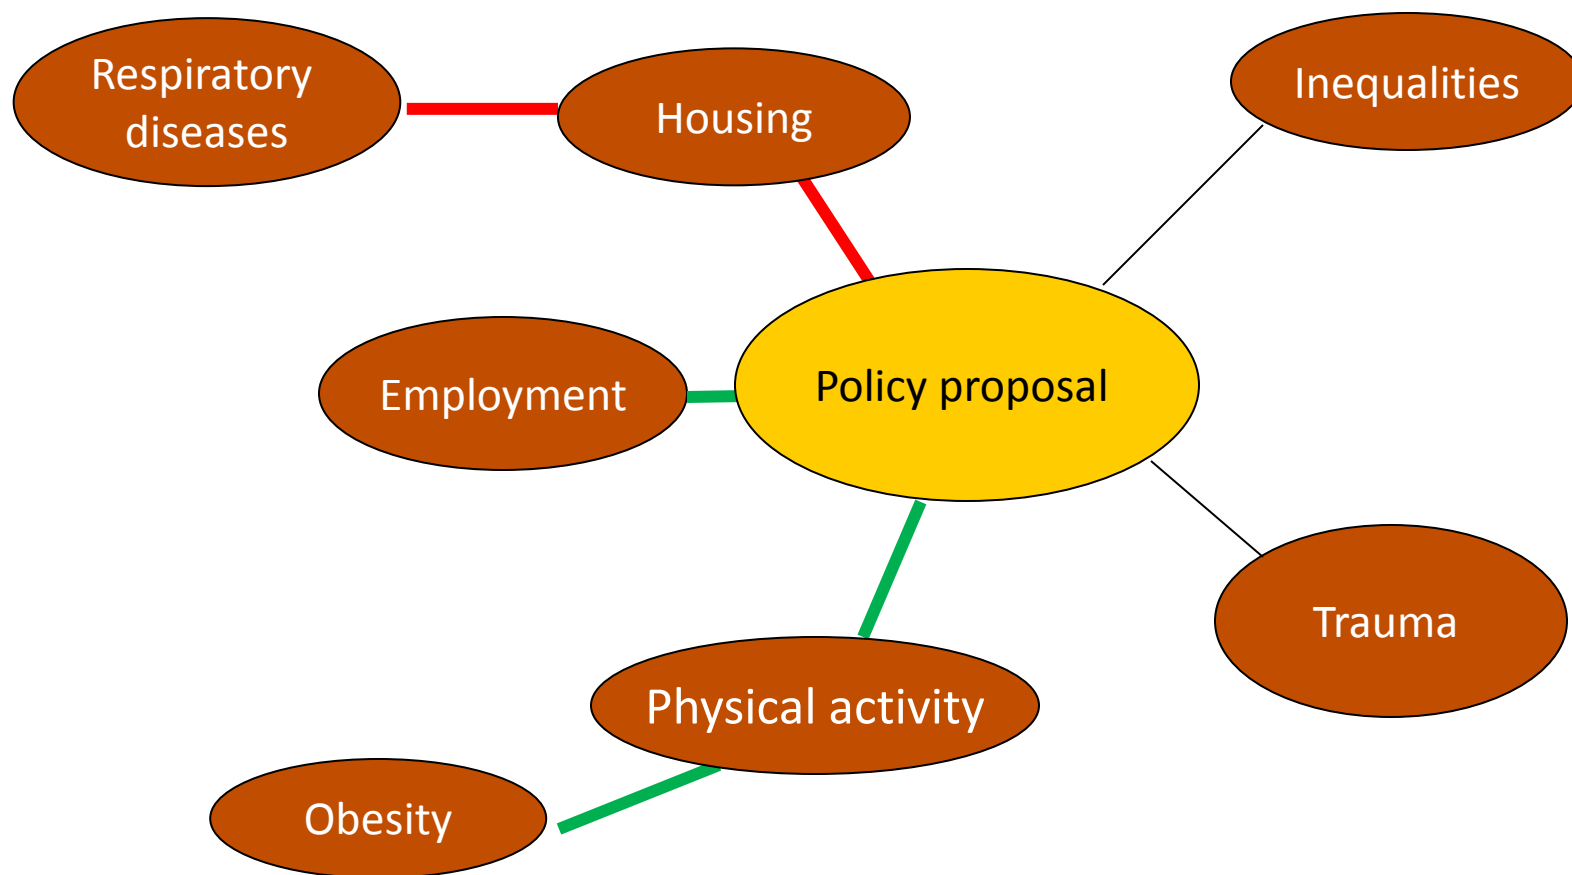 Respiratory
diseases
Housing
Inequalities
Employment
Policy proposal
Trauma
Physical activity
Obesity